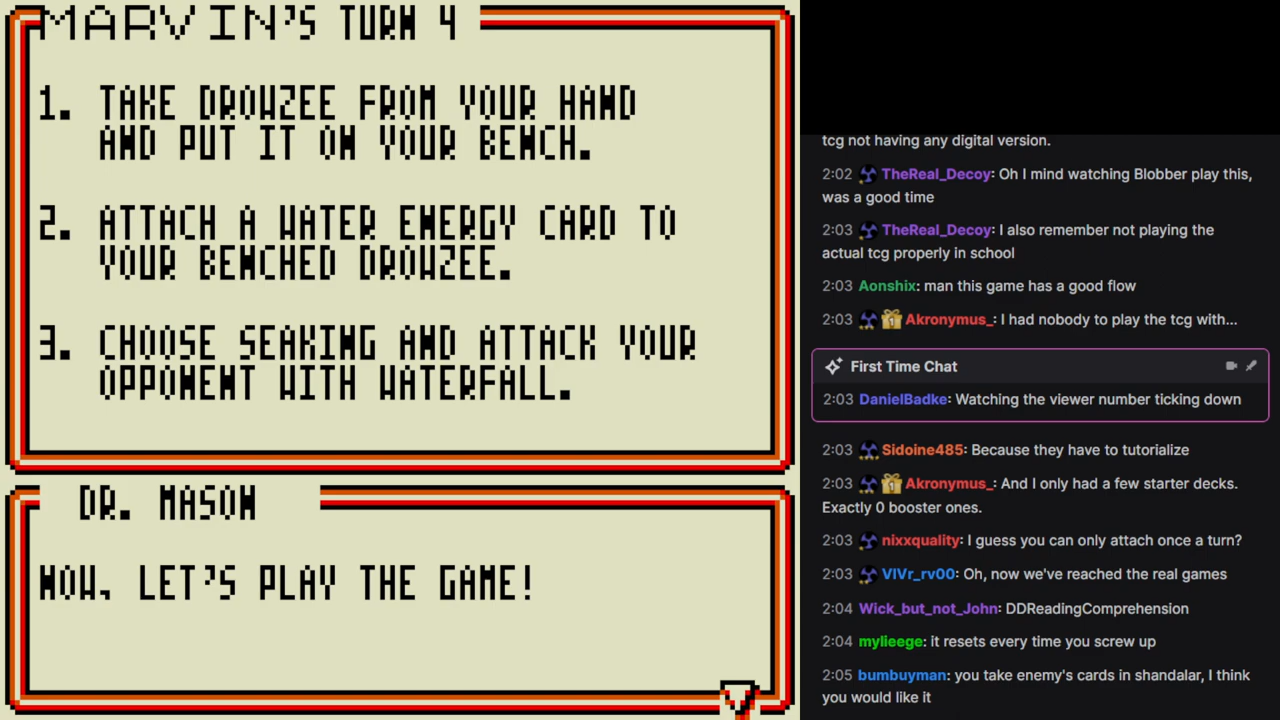 MARVIN'S TURN 4
1. TAKE DROWZEE FROM YOUR HAND
AND PUT IT ON YOUR BENCH.
2. ATTACH A WATER ENERGY CARD TO
YOUR BENCHED DROWZEE.
3. CHOOSE SEAKING AND ATTACK YOUR
OPPONENT WITH WATERFALL.
DR. MASON
NOW, LET'S PLAY THE GAME!
tcg not having any digital version.
2:02 TheReal_Decoy: Oh I mind watching Blobber play this,
was a good time
2:03 TheReal_Decoy: I also remember not playing the
actual tcg properly in school
2:03 Aonshix: man this game has a good flow
2:03 Akronymus_: I had nobody to play the tcg with...
First Time Chat
2:03 DanielBadke: Watching the viewer number ticking down
2:03 Sidoine485: Because they have to tutorialize
2:03 Akronymus_: And I only had a few starter decks.
Exactly 0 booster ones.
2:03 nixxquality: I guess you can only attach once a turn?
2:03 VIVr_rv00: Oh, now we've reached the real games
2:04 Wick_but_not_John: DDReadingComprehension
2:04 mylieege: it resets every time you screw up
2:05 bumbuyman: you take enemy's cards in shandalar, I think
you would like it